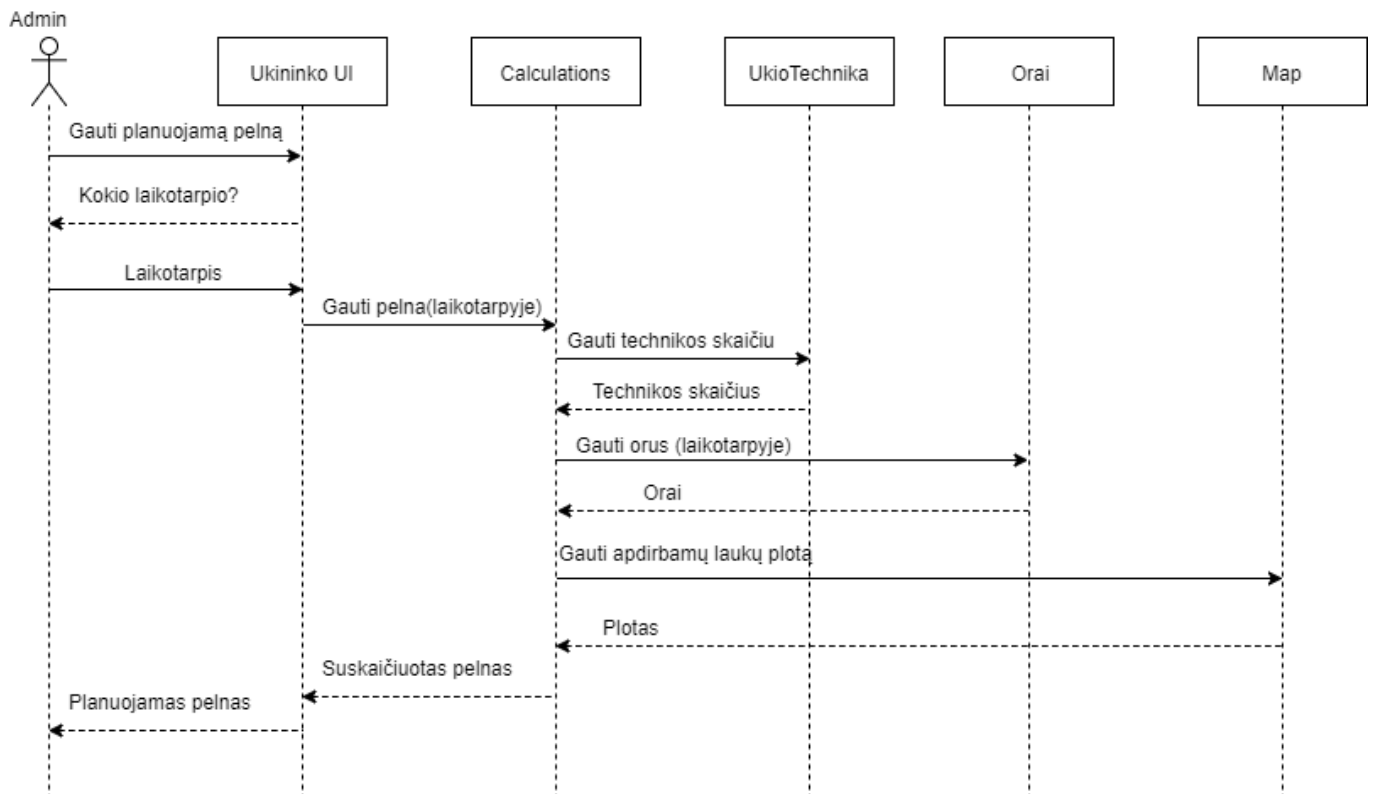 Admin
Ukininko UI
Calculations
UkioTechnika
Orai
Map
Gauti planuojamą pelną
Kokio laikotarpio?
Laikotarpis
Gauti pelna(laikotarpyje)
Gauti technikos skaičiu
Technikos skaičius
Gauti orus (laikotarpyje)
Orai
Gauti apdirbamų laukų plotą
Plotas
Suskaičiuotas pelnas
Planuojamas pelnas